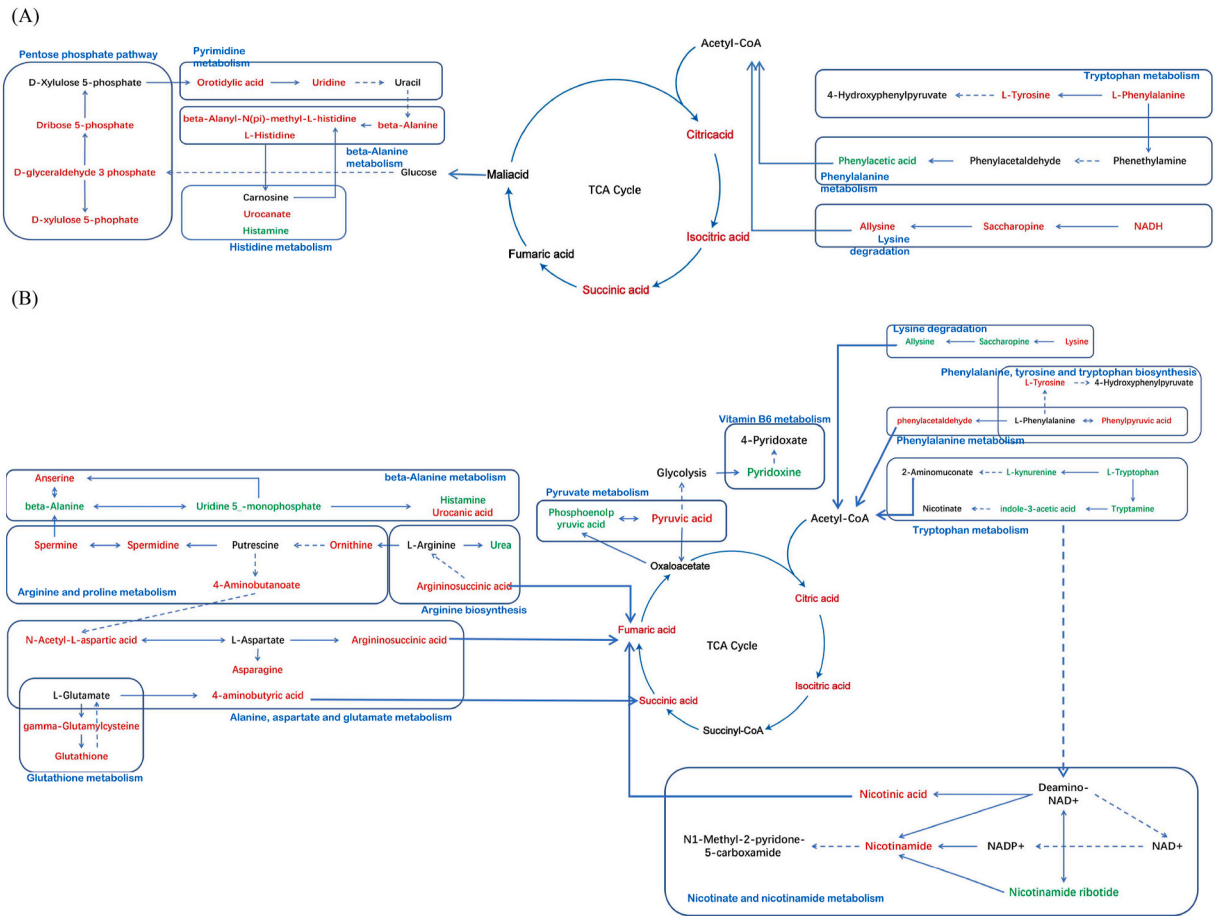 (A)
Pentose phosphate pathway
D-Xylulose 5-phosphate
Dribose 5-phosphate
D-glyceraldehyde 3 phosphate
D-xylulose 5-phophate
Pyrimidine
metabolism
Orotidylic acid
Uridine
Uracil
beta-Alanyl-N(pi)-methyl-L-histidine
beta-Alanine
L-Histidine
beta-Alanine
metabolism
Glucose
Carnosine
Urocanate
Histamine
Histidine metabolism
Acetyl-CoA
Citricacid
Isocitric acid
Succinic acid
Fumaric acid
Maliacid
TCA Cycle
Tryptophan metabolism
4-Hydroxyphenylpyruvate
L-Tyrosine
L-Phenylalanine
Phenylacetic acid
Phenylacetaldehyde
Phenethylamine
Phenylalanine
metabolism
Allysine
Saccharopine
NADH
Lysine
degradation
(B)
Lysine degradation
Allysine
Saccharopine
Lysine
Phenylalanine, tyrosine and tryptophan biosynthesis
L-Tyrosine
4-Hydroxyphenylpyruvate
phenylacetaldehyde
L-Phenylalanine
Phenylpyruvic acid
Phenylalanine metabolism
2-Aminomuconate
L-kynurenine
L-Tryptophan
Nicotinate
indole-3-acetic acid
Tryptamine
Tryptophan metabolism
Vitamin B6 metabolism
4-Pyridoxate
Pyridoxine
Glycolysis
Pyruvate metabolism
Phosphoenolp
yruvic acid
Pyruvic acid
Acetyl-CoA
Oxaloacetate
Citric acid
Isocitric acid
Succinyl-CoA
Succinic acid
Fumaric acid
TCA Cycle
Anserine
beta-Alanine metabolism
beta-Alanine
Uridine 5_-monophosphate
Histamine
Urocanic acid
Spermine
Spermidine
Putrescine
Ornithine
L-Arginine
Urea
4-Aminobutanoate
Argininosuccinic acid
Arginine and proline metabolism
Arginine biosynthesis
N-Acetyl-L-aspartic acid
L-Aspartate
Argininosuccinic acid
Asparagine
L-Glutamate
4-aminobutyric acid
Alanine, aspartate and glutamate metabolism
gamma-Glutamylcysteine
Glutathione
Glutathione metabolism
Nicotinic acid
Deamino-
NAD+
N1-Methyl-2-pyridone-
5-carboxamide
Nicotinamide
NADP+
NAD+
Nicotinamide ribotide
Nicotinate and nicotinamide metabolism